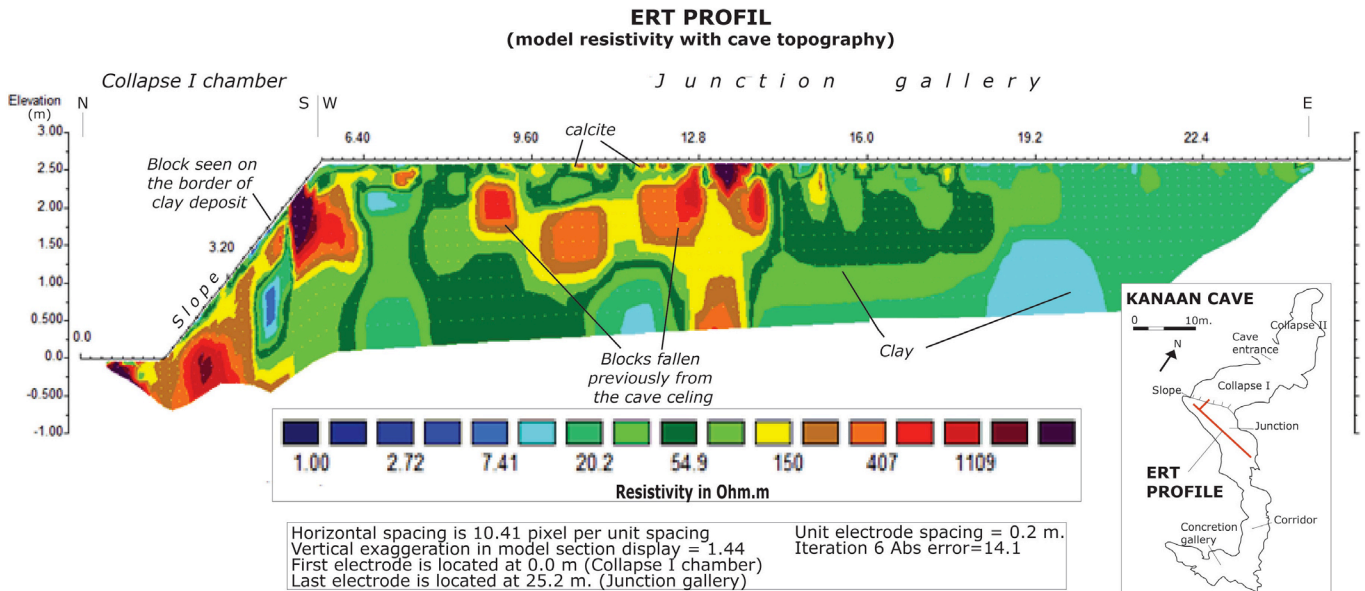 ERT PROFIL
(model resistivity with cave topography)
Collapse I chamber
Junction gallery
Elevation
(m)
N
S
W
E
3.00
2.50
2.00
1.50
1.00
0.500
0.0
-0.500
-1.00
0.0
3.20
6.40
9.60
12.8
16.0
19.2
22.4
calcite
Block seen on
the border of
clay deposit
Slope
Blocks fallen
previously from
the cave celing
Clay
1.00 2.72 7.41 20.2 54.9 150 407 1109
Resistivity in Ohm.m
Horizontal spacing is 10.41 pixel per unit spacing
Vertical exaggeration in model section display = 1.44
First electrode is located at 0.0 m (Collapse I chamber)
Last electrode is located at 25.2 m. (Junction gallery)
Unit electrode spacing = 0.2 m.
Iteration 6 Abs error=14.1
KANAAN CAVE
0 10m.
N
Collapse II
Cave
entrance
Slope
Collapse I
Junction
ERT
PROFILE
Concretion
gallery
Corridor